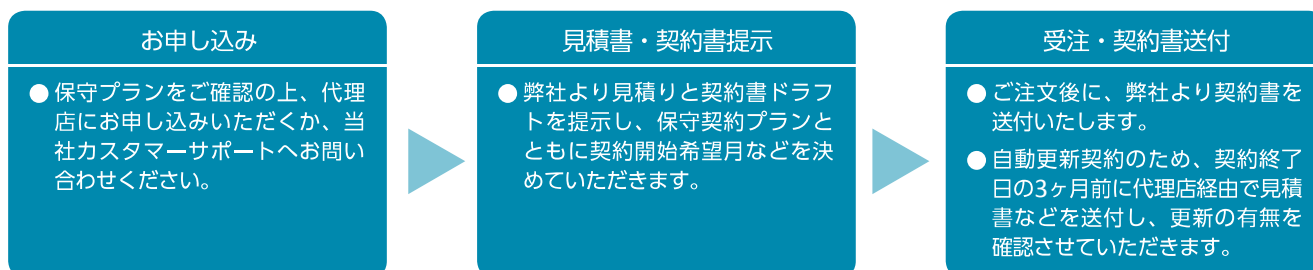 お申し込み
●保守プランをご確認の上、代理
店にお申し込みいただくか、当
社カスタマーサポートへお問い
合わせください。
見積書・契約書提示
●弊社より見積りと契約書ドラフ
トを提示し、保守契約プランと
ともに契約開始希望月などを決
めていただきます。
受注・契約書送付
●ご注文後に、弊社より契約書を
送付いたします。
●自動更新契約のため、契約終了
日の3ヶ月前に代理店経由で見積
書などを送付し、更新の有無を
確認させていただきます。